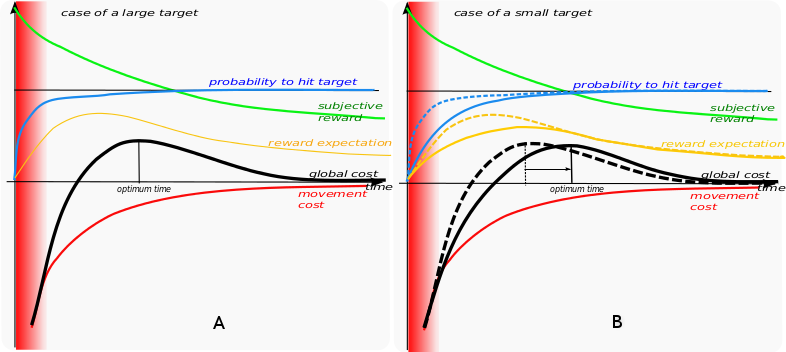 case of a large target
probability to hit target
subjective
reward
reward expectation
global cost
time
optimum time
movement
cost
A
case of a small target
probability to hit target
subjective
reward
reward expectation
global cost
time
optimum time
movement
cost
B